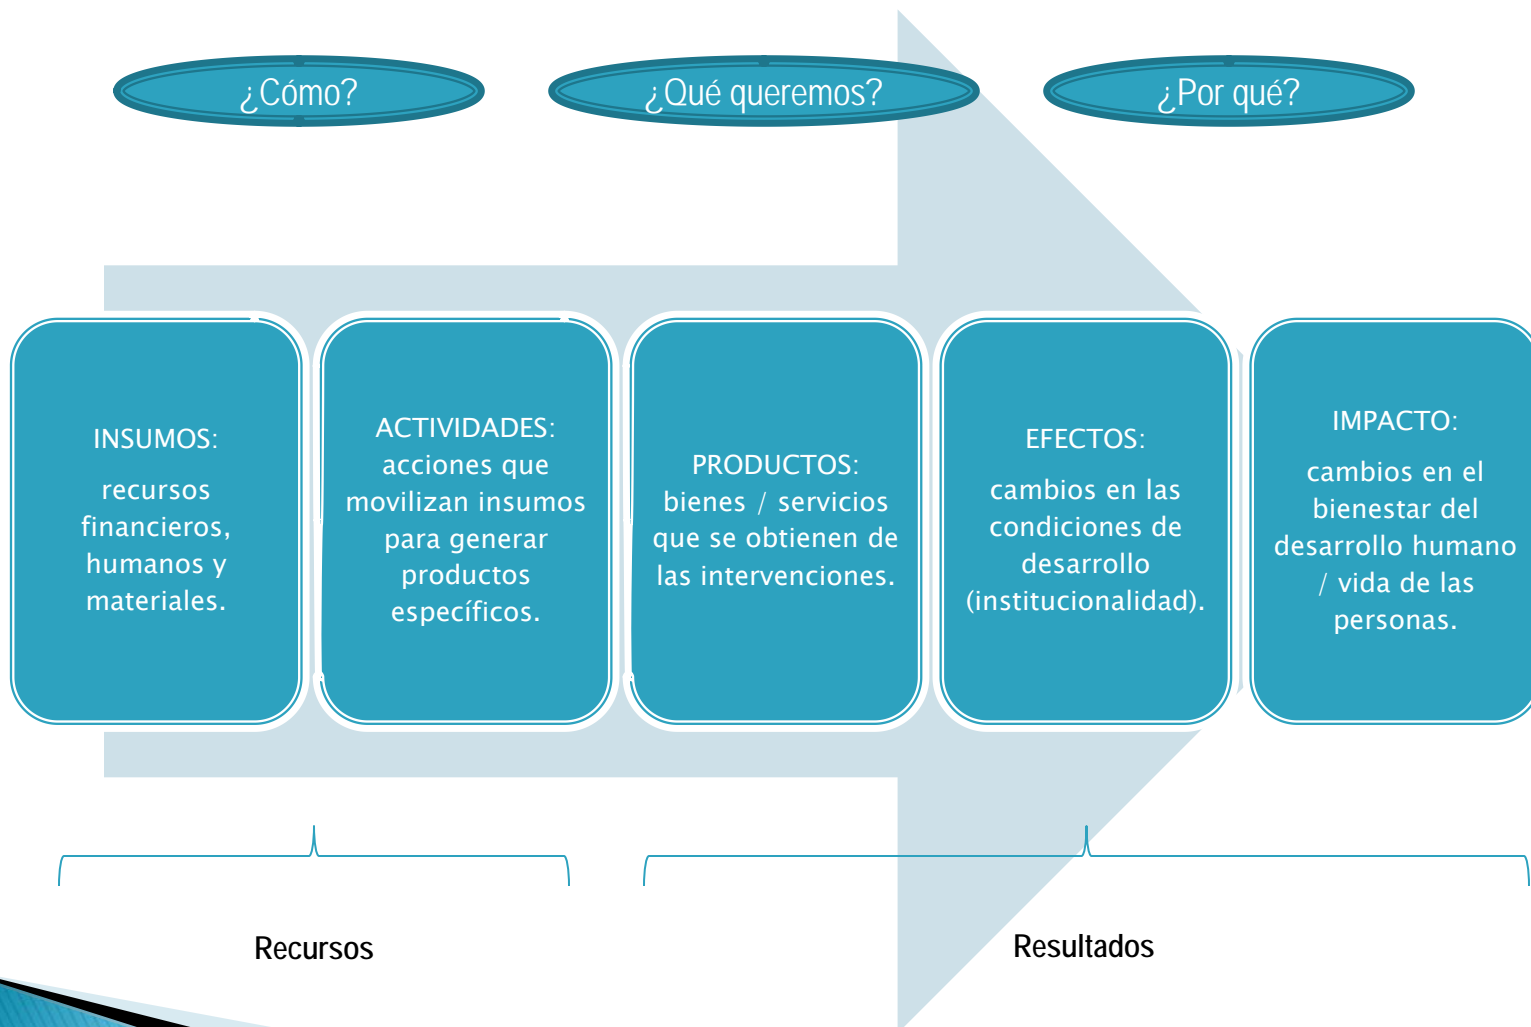 ¿Cómo?
¿Qué queremos?
¿Por qué?
INSUMOS:
recursos
financieros,
humanos y
materiales.
ACTIVIDADES:
acciones que
movilizan insumos
para generar
productos
específicos.
PRODUCTOS:
bienes / servicios
que se obtienen de
las intervenciones.
EFECTOS:
cambios en las
condiciones de
desarrollo
(institucionalidad).
IMPACTO:
cambios en el
bienestar del
desarrollo humano
/ vida de las
personas.
Recursos
Resultados